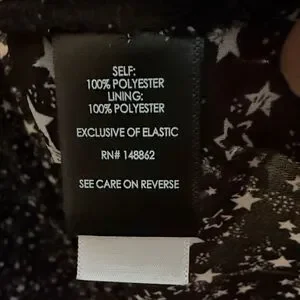 SELF:
100% POLYESTER
LINING:
100% POLYESTER
EXCLUSIVE OF ELASTIC
RN# 148862
SEE CARE ON REVERSE